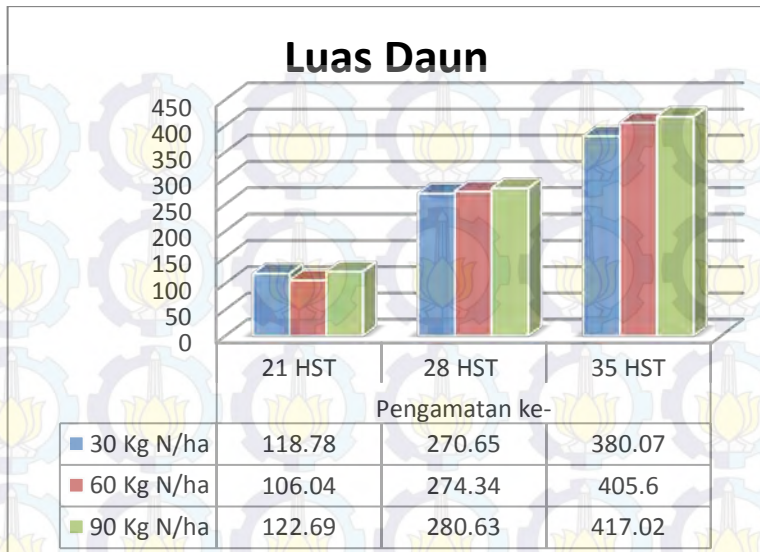 Luas Daun
450
400
350
300
250
200
150
100
50
0
21 HST 28 HST 35 HST
Pengamatan ke-
30 Kg N/ha 118.78 270.65 380.07
60 Kg N/ha 106.04 274.34 405.6
90 Kg N/ha 122.69 280.63 417.02